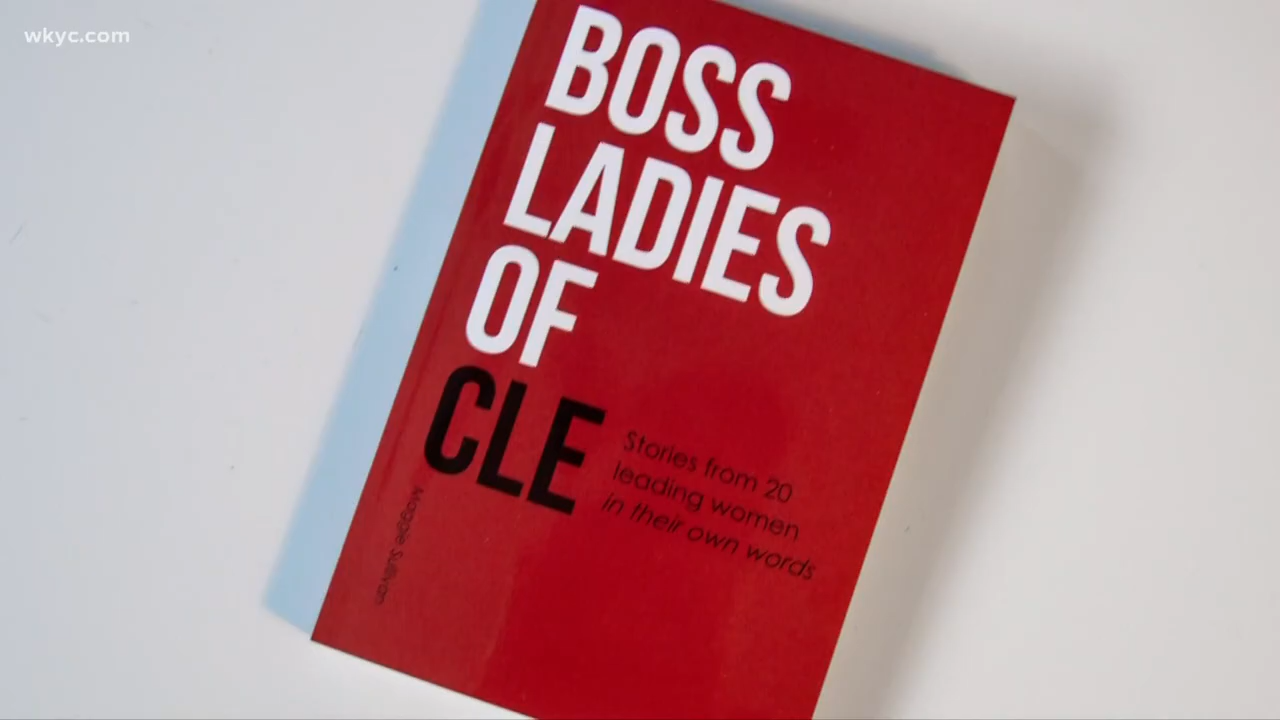 wkyc.com
BOSS
LADIES
OF
CLE
Stories from 20
leading women
in their own words
Maggie Sullivan